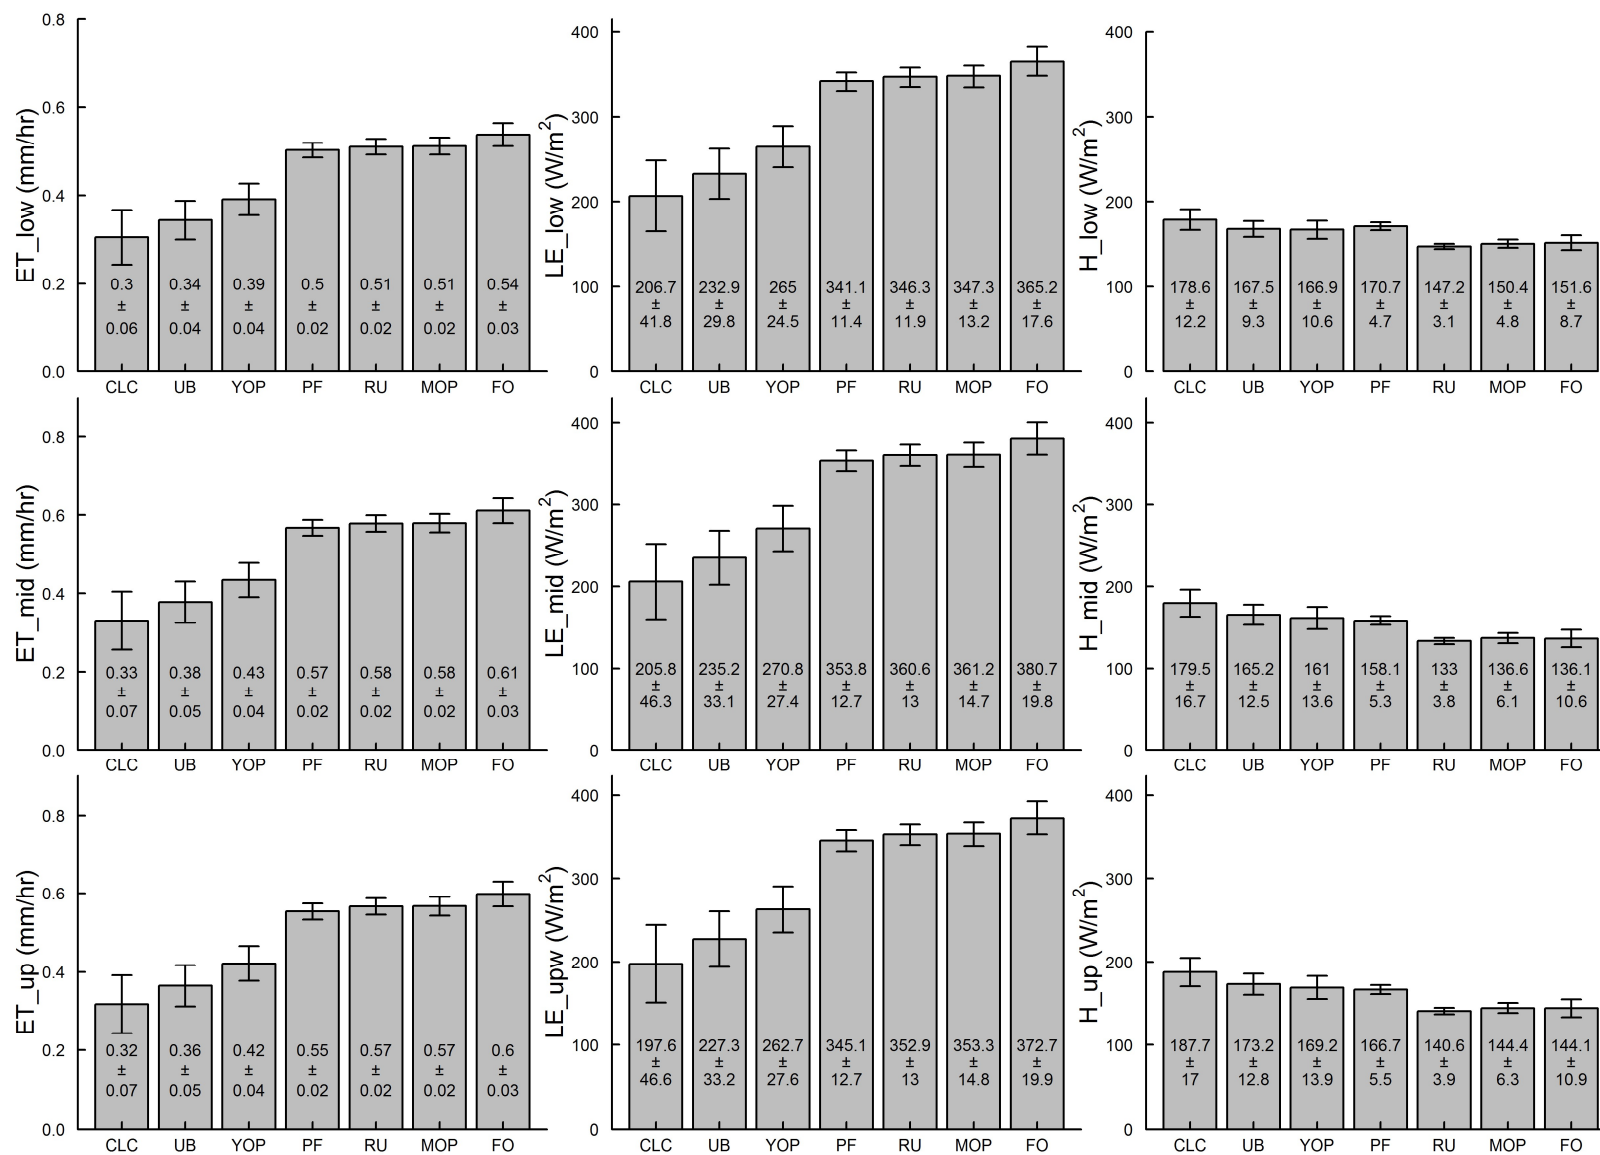 ET_low (mm/hr)
0.8
0.6
0.4
0.2
0.0
0.3 0.34 0.39 0.5 0.51 0.51 0.54
± ± ± ± ± ± ±
0.06 0.04 0.04 0.02 0.02 0.02 0.03
CLC UB YOP PF RU MOP FO
LE_low (W/m²)
400
300
200
100
0
206.7 232.9 265 341.1 346.3 347.3 365.2
± ± ± ± ± ± ±
41.8 29.8 24.5 11.4 11.9 13.2 17.6
CLC UB YOP PF RU MOP FO
H_low (W/m²)
400
300
200
100
0
178.6 167.5 166.9 170.7 147.2 150.4 151.6
± ± ± ± ± ± ±
12.2 9.3 10.6 4.7 3.1 4.8 8.7
CLC UB YOP PF RU MOP FO
ET_mid (mm/hr)
0.8
0.6
0.4
0.2
0.0
0.33 0.38 0.43 0.57 0.58 0.58 0.61
± ± ± ± ± ± ±
0.07 0.05 0.04 0.02 0.02 0.02 0.03
CLC UB YOP PF RU MOP FO
LE_mid (W/m²)
400
300
200
100
0
205.8 235.2 270.8 353.8 360.6 361.2 380.7
± ± ± ± ± ± ±
46.3 33.1 27.4 12.7 13 14.7 19.8
CLC UB YOP PF RU MOP FO
H_mid (W/m²)
400
300
200
100
0
179.5 165.2 161 158.1 133 136.6 136.1
± ± ± ± ± ± ±
16.7 12.5 13.6 5.3 3.8 6.1 10.6
CLC UB YOP PF RU MOP FO
ET_up (mm/hr)
0.8
0.6
0.4
0.2
0.0
0.32 0.36 0.42 0.55 0.57 0.57 0.6
± ± ± ± ± ± ±
0.07 0.05 0.04 0.02 0.02 0.02 0.03
CLC UB YOP PF RU MOP FO
LE_upw (W/m²)
400
300
200
100
0
197.6 227.3 262.7 345.1 352.9 353.3 372.7
± ± ± ± ± ± ±
46.6 33.2 27.6 12.7 13 14.8 19.9
CLC UB YOP PF RU MOP FO
H_up (W/m²)
400
300
200
100
0
187.7 173.2 169.2 166.7 140.6 144.4 144.1
± ± ± ± ± ± ±
17 12.8 13.9 5.5 3.9 6.3 10.9
CLC UB YOP PF RU MOP FO